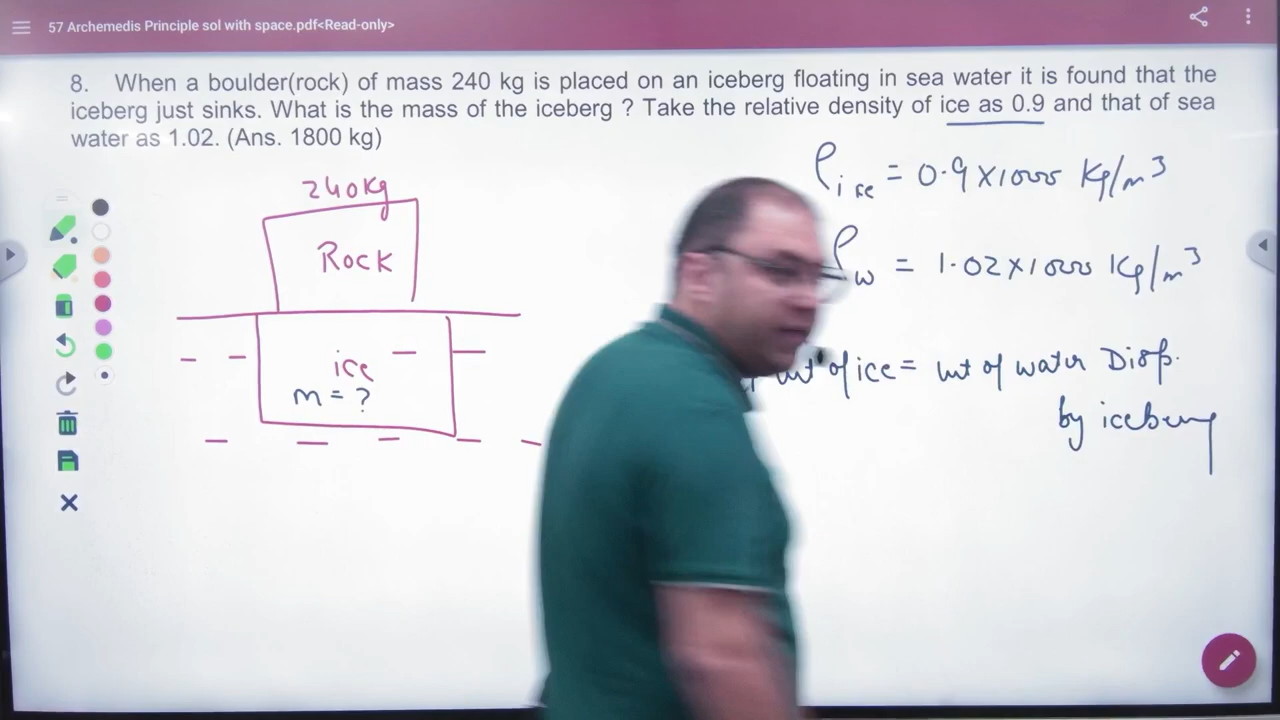 57 Archemedis Principle sol with space.pdf<Read-only>
8. When a boulder(rock) of mass 240 kg is placed on an iceberg floating in sea water it is found that the
iceberg just sinks. What is the mass of the iceberg ? Take the relative density of ice as 0.9 and that of sea
water as 1.02. (Ans. 1800 kg)
240kg
Rock
ice
m = ?
ρice = 0.9 x 1000 Kg/m³
ρw = 1.02 x 1000 Kg/m³
wt of ice = wt of water Disp.
by iceberg